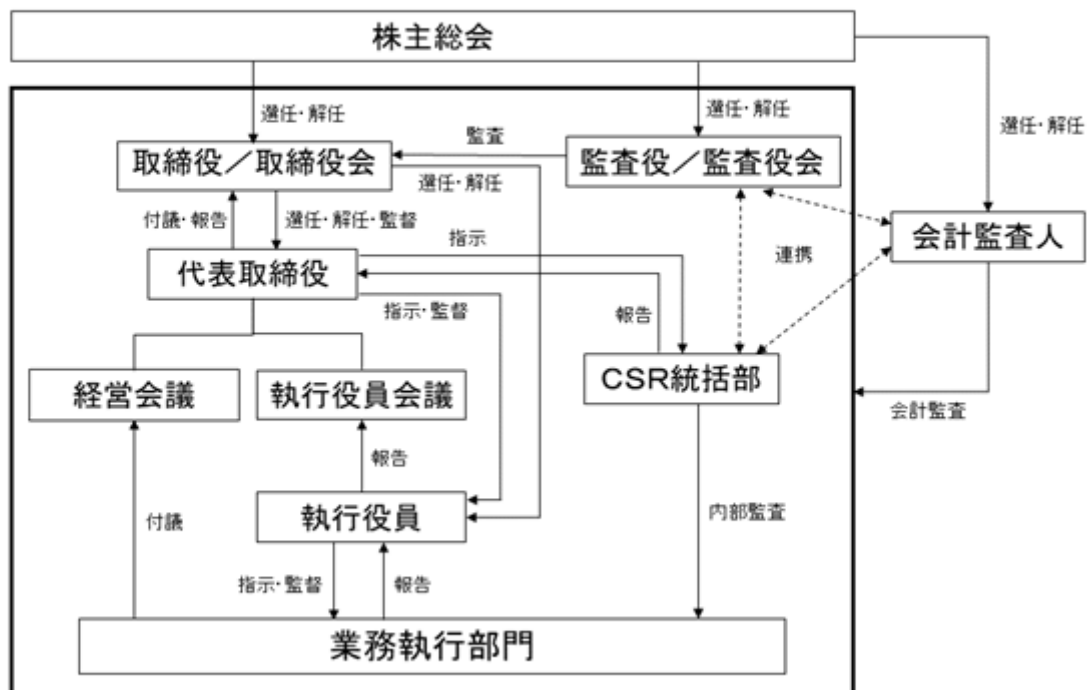 株主総会
選任・解任
選任・解任
選任・解任
監査
取締役／取締役会
監査役／監査役会
選任・解任
付議・報告
選任・解任・監督
指示
連携
会計監査人
代表取締役
指示・監督
報告
経営会議
執行役員会議
CSR統括部
会計監査
報告
執行役員
内部監査
付議
指示・監督
報告
業務執行部門